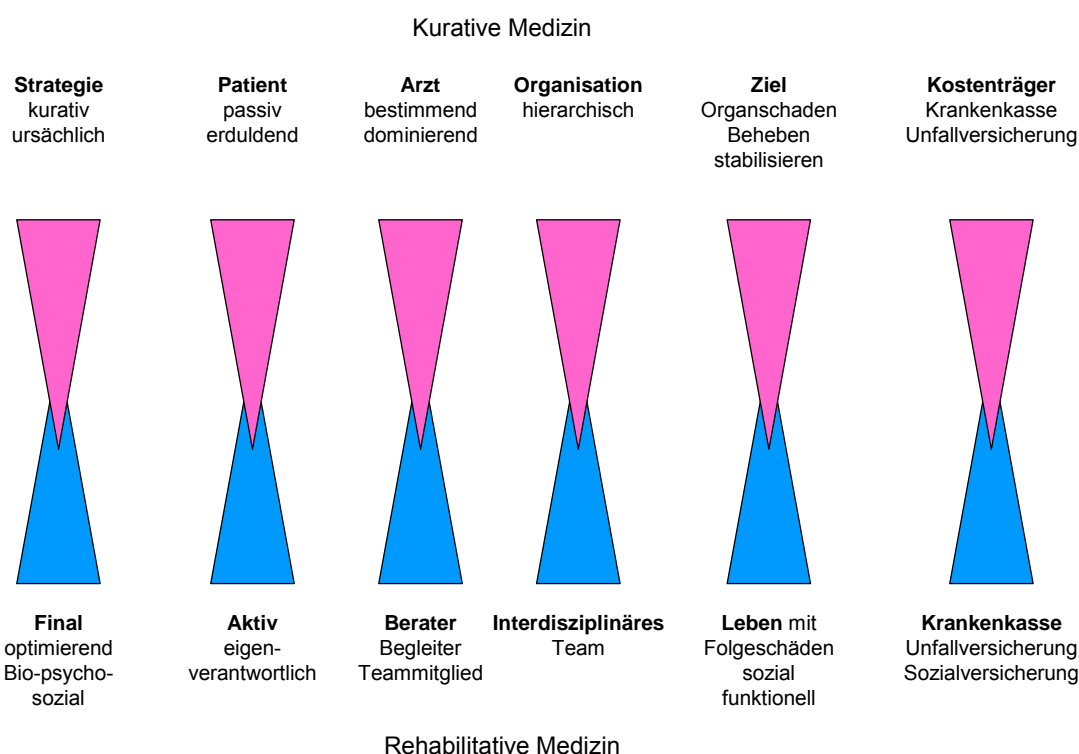 Kurative Medizin
Strategie
kurativ
ursächlich
Patient
passiv
erduldend
Arzt
bestimmend
dominierend
Organisation
hierarchisch
Ziel
Organschaden
Beheben
stabilisieren
Kostenträger
Krankenkasse
Unfallversicherung
Final
optimierend
Bio-psycho-
sozial
Aktiv
eigen-
verantwortlich
Berater
Begleiter
Teammitglied
Interdisziplinäres
Team
Leben mit
Folgeschäden
sozial
funktionell
Krankenkasse
Unfallversicherung
Sozialversicherung
Rehabilitative Medizin